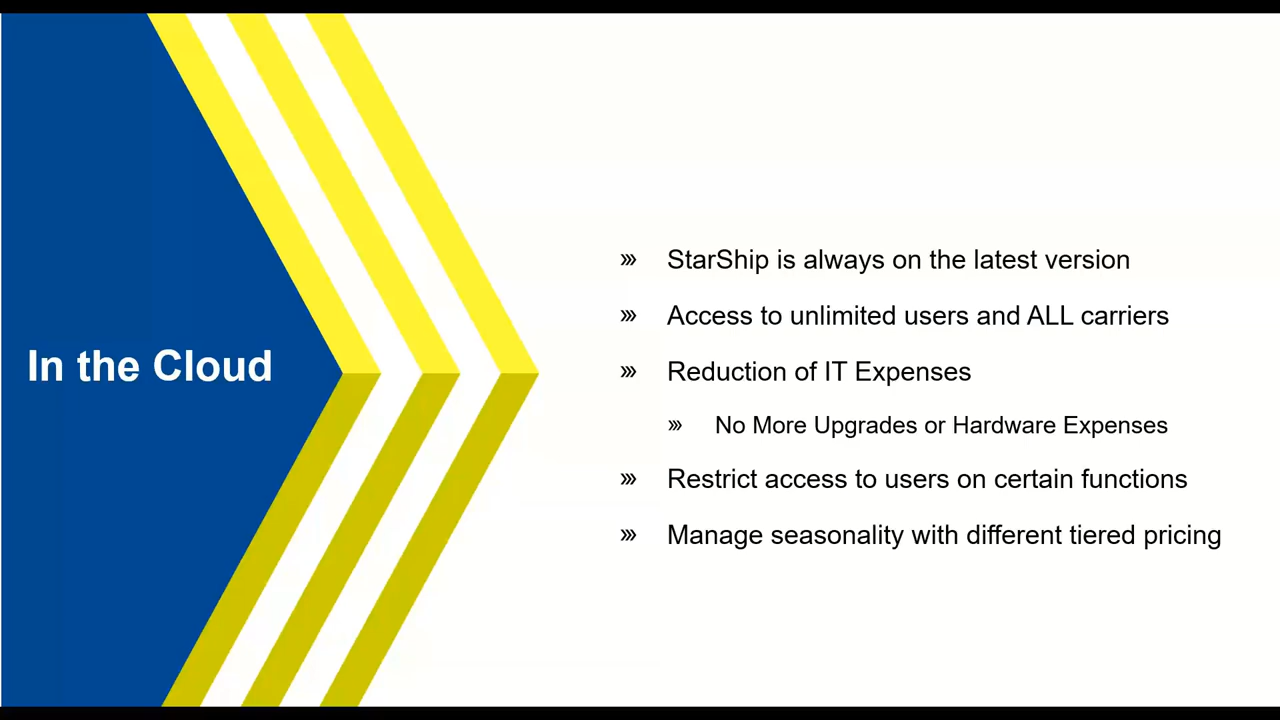 In the Cloud
››› StarShip is always on the latest version
››› Access to unlimited users and ALL carriers
››› Reduction of IT Expenses
››› No More Upgrades or Hardware Expenses
››› Restrict access to users on certain functions
››› Manage seasonality with different tiered pricing